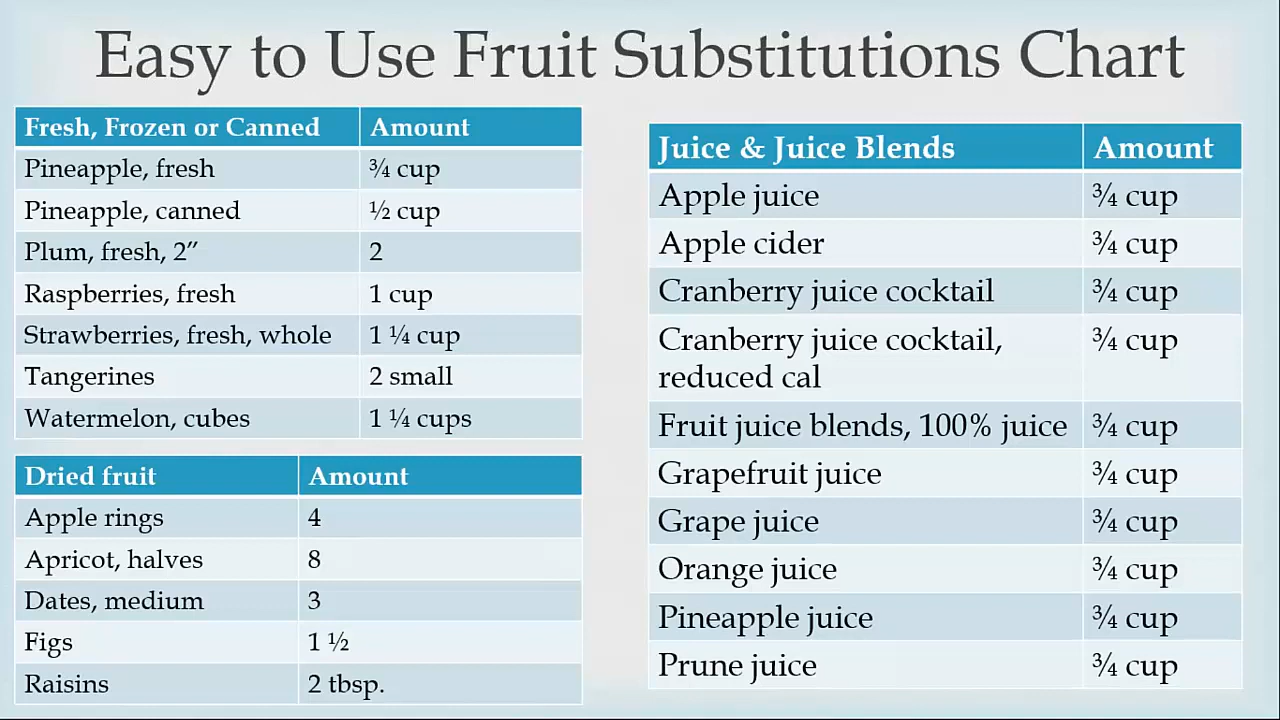 Easy to Use Fruit Substitutions Chart
Fresh, Frozen or Canned Amount
Pineapple, fresh ¾ cup
Pineapple, canned ½ cup
Plum, fresh, 2” 2
Raspberries, fresh 1 cup
Strawberries, fresh, whole 1 ¼ cup
Tangerines 2 small
Watermelon, cubes 1 ¼ cups
Dried fruit Amount
Apple rings 4
Apricot, halves 8
Dates, medium 3
Figs 1 ½
Raisins 2 tbsp.
Juice & Juice Blends Amount
Apple juice ¾ cup
Apple cider ¾ cup
Cranberry juice cocktail ¾ cup
Cranberry juice cocktail, ¾ cup
reduced cal
Fruit juice blends, 100% juice ¾ cup
Grapefruit juice ¾ cup
Grape juice ¾ cup
Orange juice ¾ cup
Pineapple juice ¾ cup
Prune juice ¾ cup